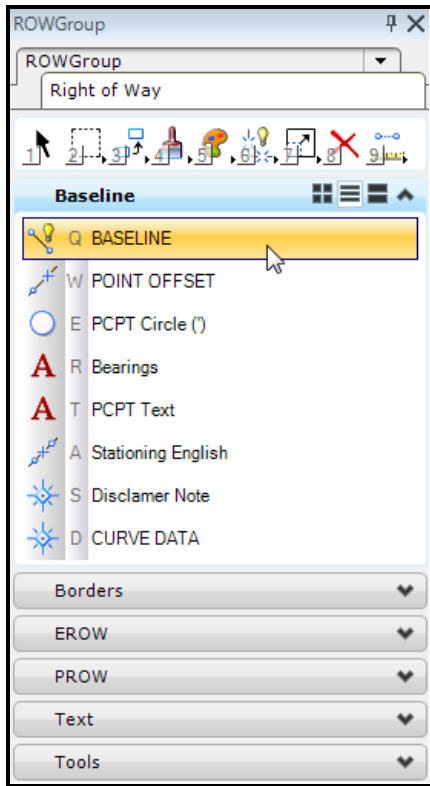 ROWGroup
ROWGroup
Right of Way
1 2 3 4 5 6 7 8 9
Baseline
Q BASELINE
W POINT OFFSET
E PCPT Circle (')
R Bearings
T PCPT Text
A Stationing English
S Disclamer Note
D CURVE DATA
Borders
EROW
PROW
Text
Tools